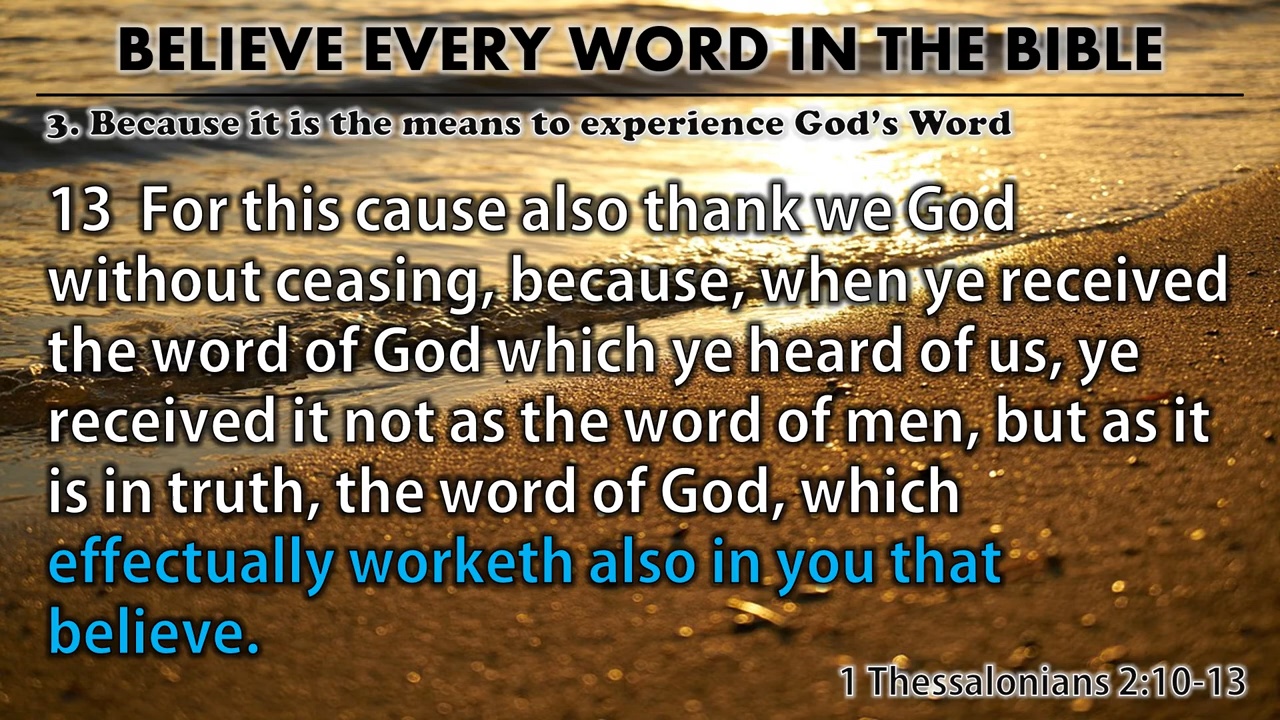 BELIEVE EVERY WORD IN THE BIBLE
3. Because it is the means to experience God's Word
13 For this cause also thank we God
without ceasing, because, when ye received
the word of God which ye heard of us, ye
received it not as the word of men, but as it
is in truth, the word of God, which
effectually worketh also in you that
believe.
1 Thessalonians 2:10-13